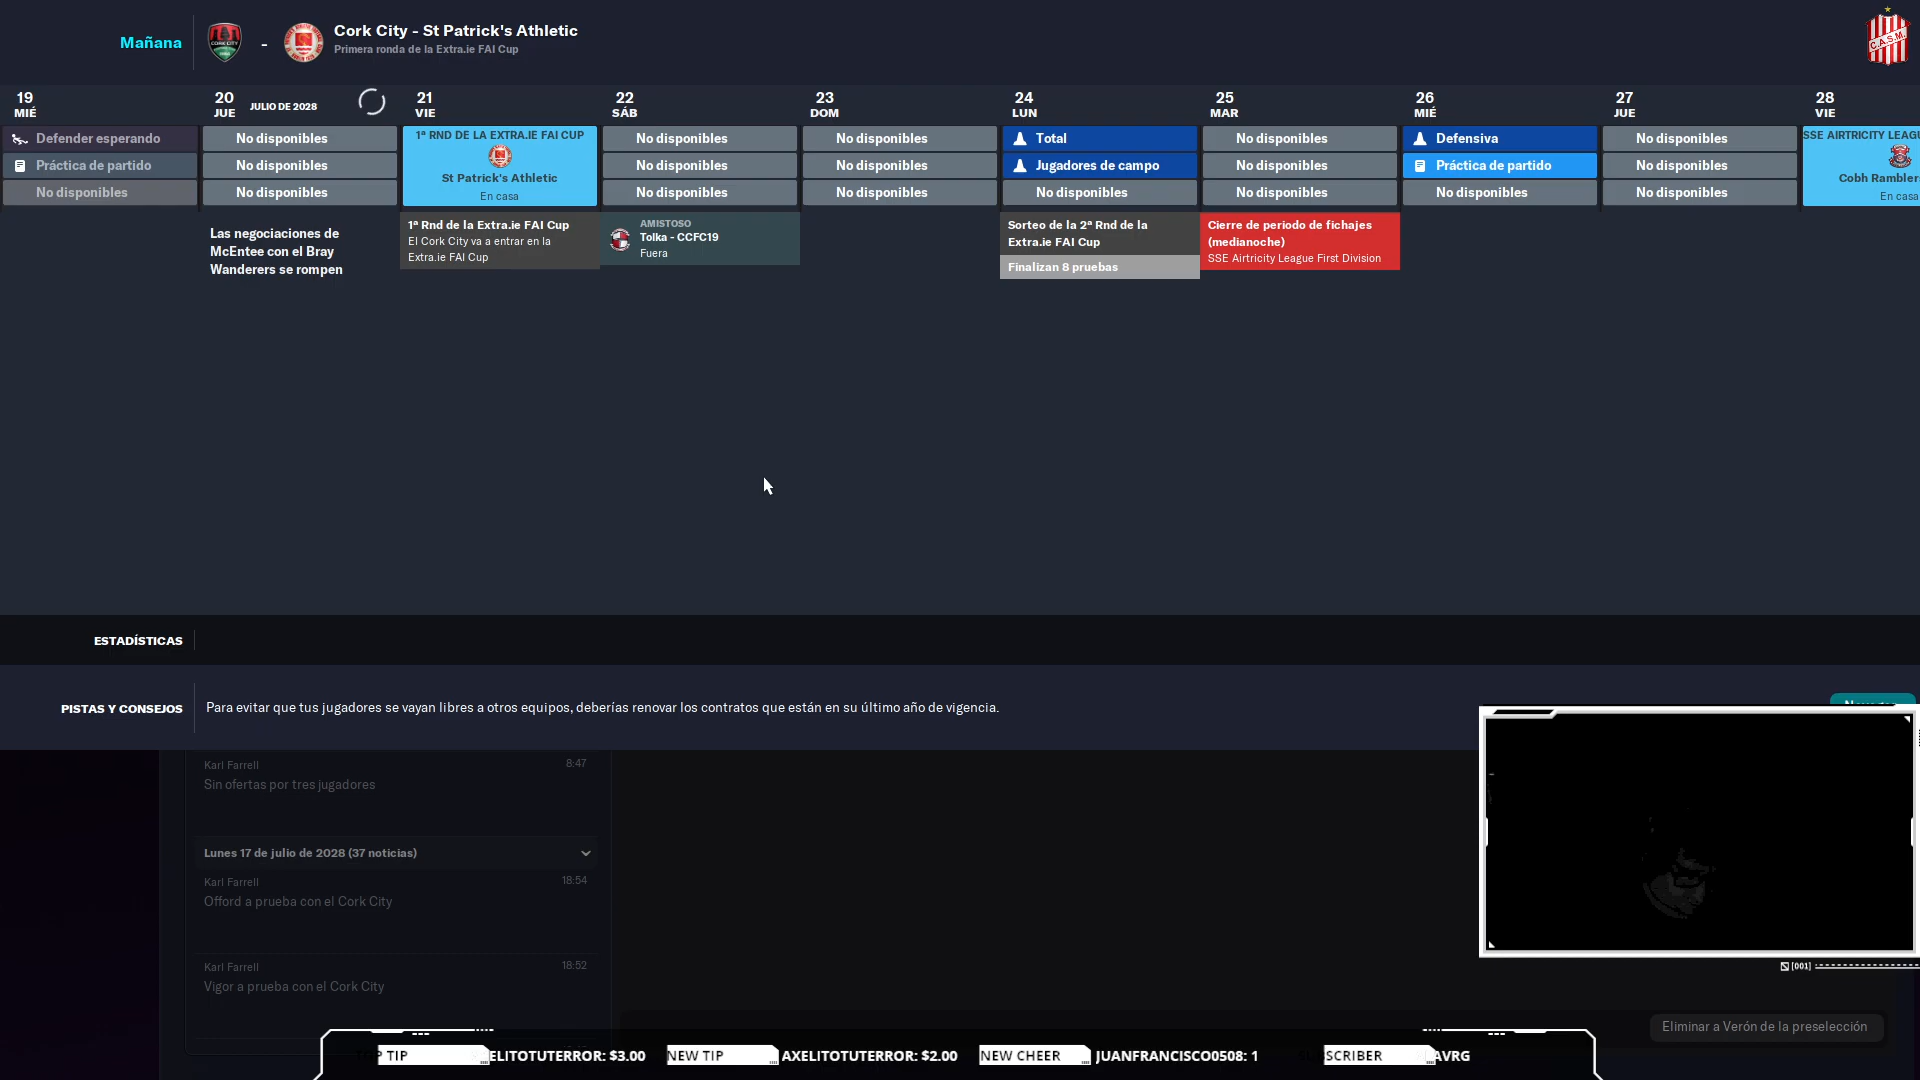 Mañana
-
Cork City - St Patrick's Athletic
Primera ronda de la Extra.ie FAI Cup
C.A.S.M.
19
MIÉ
20
JUE
JULIO DE 2028
21
VIE
22
SÁB
23
DOM
24
LUN
25
MAR
26
MIÉ
27
JUE
28
VIE
Defender esperando
Práctica de partido
No disponibles
No disponibles
No disponibles
No disponibles
1ª RND DE LA EXTRA.IE FAI CUP
St Patrick's Athletic
En casa
No disponibles
No disponibles
No disponibles
No disponibles
No disponibles
No disponibles
Total
Jugadores de campo
No disponibles
No disponibles
No disponibles
No disponibles
Defensiva
Práctica de partido
No disponibles
No disponibles
No disponibles
No disponibles
SSE AIRTRICITY LEAGU
Cobh Rambler
En casa
Las negociaciones de
McEntee con el Bray
Wanderers se rompen
1ª Rnd de la Extra.ie FAI Cup
El Cork City va a entrar en la
Extra.ie FAI Cup
AMISTOSO
Tolka - CCFC19
Fuera
Sorteo de la 2ª Rnd de la
Extra.ie FAI Cup
Finalizan 8 pruebas
Cierre de periodo de fichajes
(medianoche)
SSE Airtricity League First Division
ESTADÍSTICAS
PISTAS Y CONSEJOS
Para evitar que tus jugadores se vayan libres a otros equipos, deberías renovar los contratos que están en su último año de vigencia.
Karl Farrell
8:47
Sin ofertas por tres jugadores
Lunes 17 de julio de 2028 (37 noticias)
Karl Farrell
18:54
Offord a prueba con el Cork City
Karl Farrell
18:52
Vigor a prueba con el Cork City
[001]
Eliminar a Verón de la preselección
TOP TIP
ELITOTUTERROR: $3.00
NEW TIP
AXELITOTUTERROR: $2.00
NEW CHEER
JUANFRANCISCO0508: 1
SCRIBER
AVRG